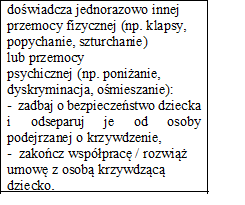 doświadcza jednorazowo innej
przemocy fizycznej (np. klapsy,
popychanie, szturchanie)
lub przemocy
psychicznej (np. poniżanie,
dyskryminacja, ośmieszanie):
- zadbaj o bezpieczeństwo dziecka
i odseparuj je od osoby
podejrzanej o krzywdzenie,
- zakończ współpracę / rozwiąż
umowę z osobą krzywdzącą
dziecko.